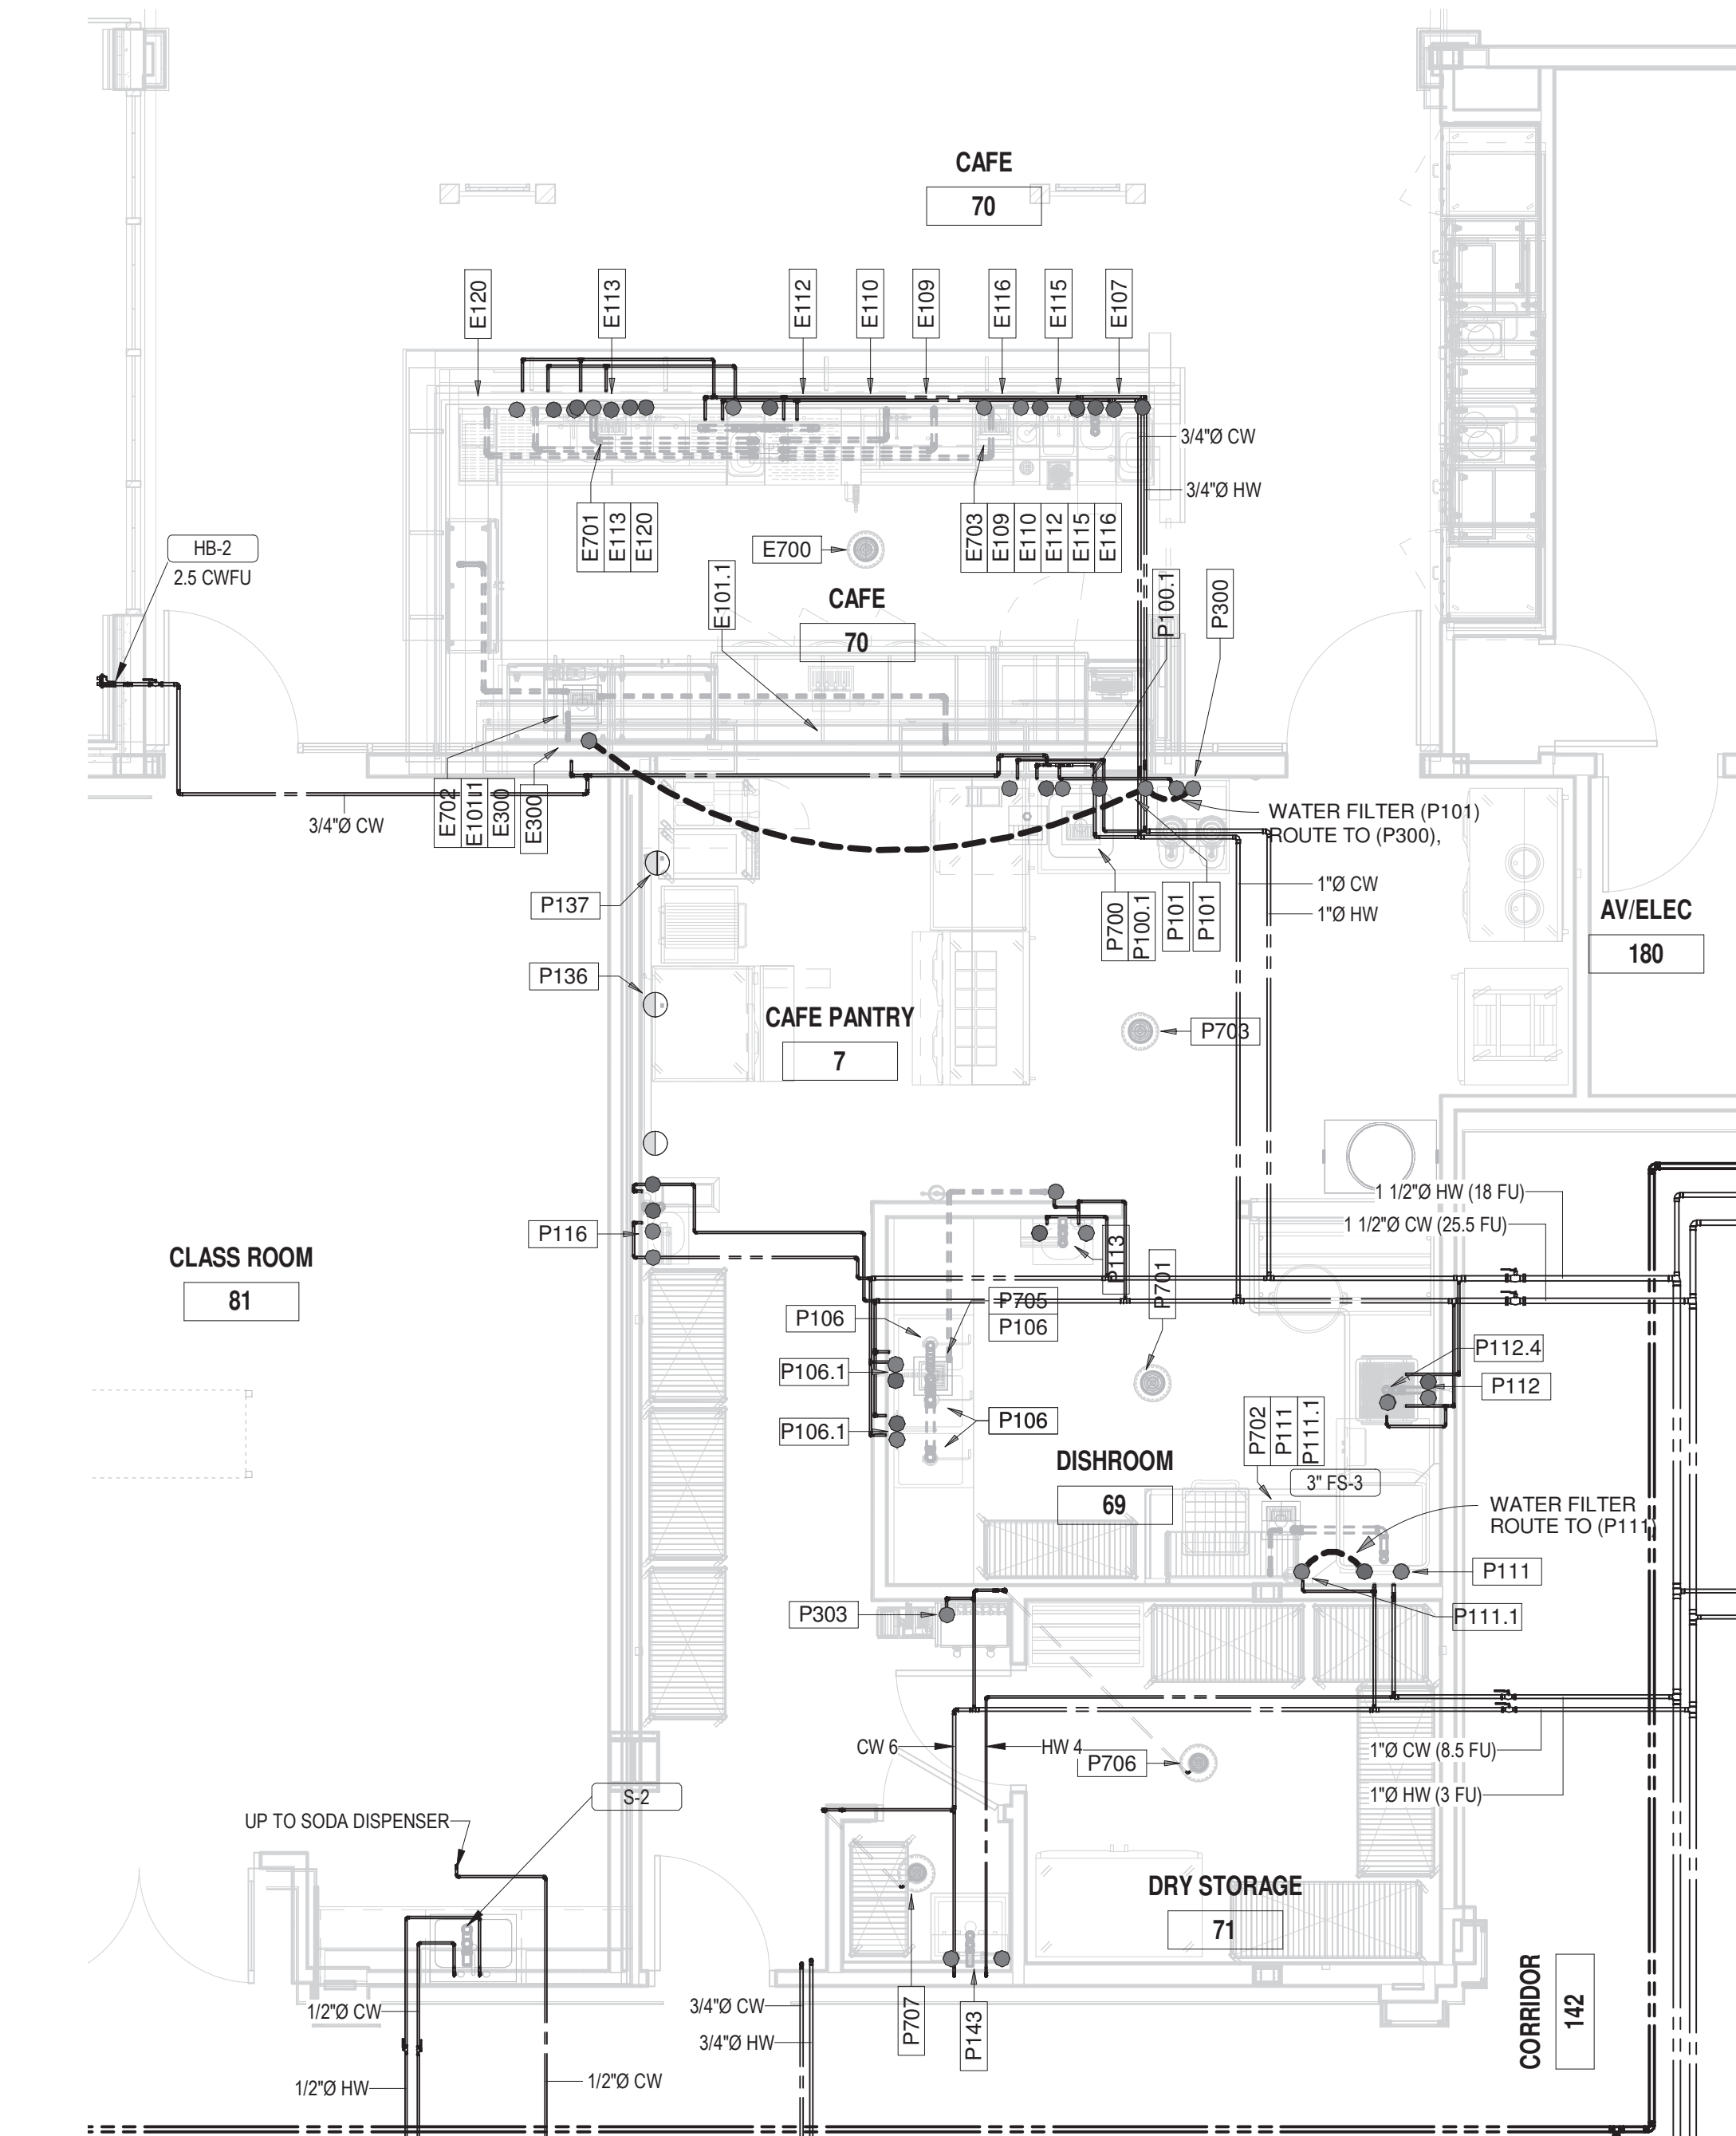 CAFE
70
E120
E113
E112
E110
E109
E116
E115
E107
3/4"Ø CW
3/4"Ø HW
E701
E113
E120
E700
E703
E109
E110
E112
E115
E116
HB-2
2.5 CWFU
E101.1
CAFE
70
P100.1
P300
3/4"Ø CW
E702
E101.1
E300
E300
WATER FILTER (P101)
ROUTE TO (P300),
P137
P700
P100.1
P101
P101
1"Ø CW
1"Ø HW
AV/ELEC
180
P136
CAFE PANTRY
7
P703
1 1/2"Ø HW (18 FU)
1 1/2"Ø CW (25.5 FU)
P116
P113
CLASS ROOM
81
P701
P705
P106
P106
P106.1
P112.4
P112
P106
P106.1
P702
P111
P111.1
DISHROOM
69
3" FS-3
WATER FILTER
ROUTE TO (P111)
P111
P303
P111.1
CW 6
HW 4
P706
1"Ø CW (8.5 FU)
1"Ø HW (3 FU)
S-2
UP TO SODA DISPENSER
DRY STORAGE
71
1/2"Ø CW
3/4"Ø CW
3/4"Ø HW
P707
P143
CORRIDOR
142
1/2"Ø HW
1/2"Ø CW